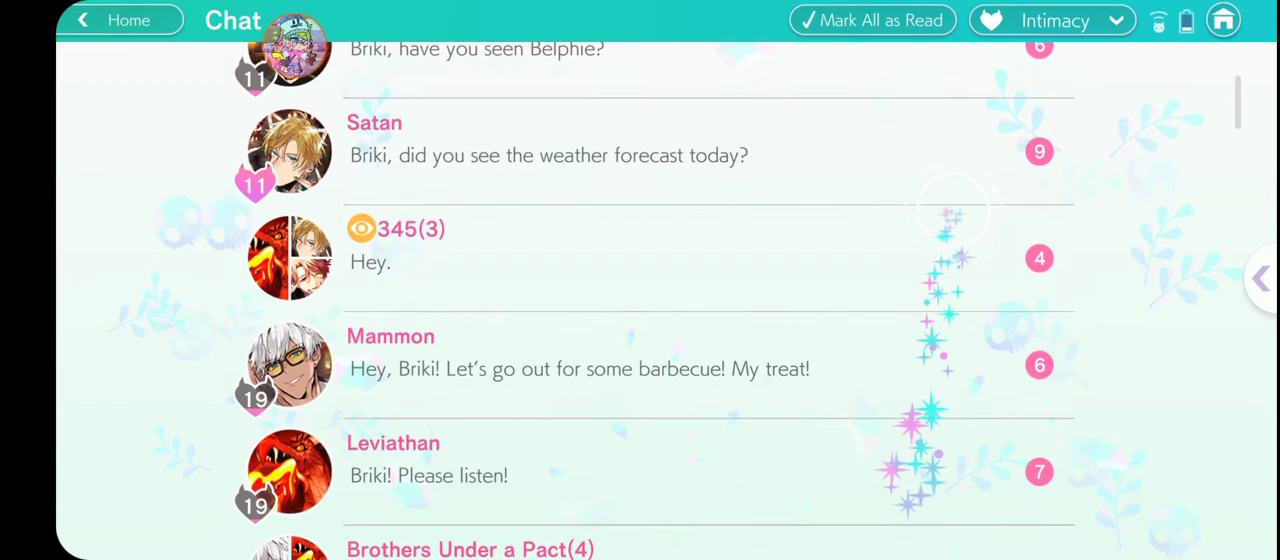 Home
Chat
✓Mark All as Read
Intimacy
Briki, have you seen Belphie?
6
11
Satan
Briki, did you see the weather forecast today?
9
11
345(3)
Hey.
4
Mammon
Hey, Briki! Let's go out for some barbecue! My treat!
6
19
Leviathan
Briki! Please listen!
7
19
Brothers Under a Pact(4)